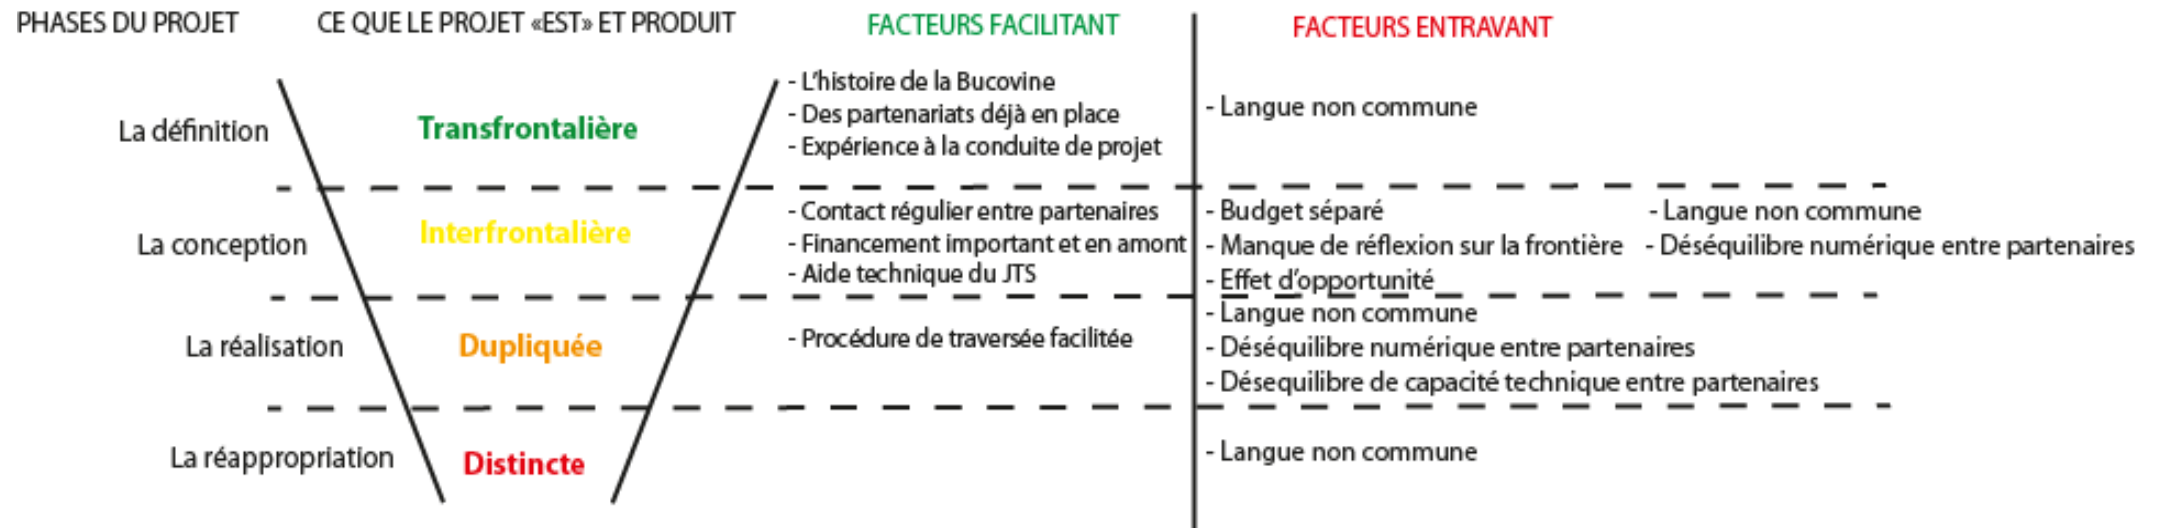 PHASES DU PROJET
CE QUE LE PROJET «EST» ET PRODUIT
FACTEURS FACILITANT
FACTEURS ENTRAVANT
La définition
Transfrontalière
- L'histoire de la Bucovine
- Des partenariats déjà en place
- Expérience à la conduite de projet
- Langue non commune
La conception
Interfrontalière
- Contact régulier entre partenaires
- Financement important et en amont
- Aide technique du JTS
- Budget séparé
- Manque de réflexion sur la frontière
- Effet d'opportunité
- Langue non commune
- Déséquilibre numérique entre partenaires
La réalisation
Dupliquée
- Procédure de traversée facilitée
- Langue non commune
- Déséquilibre numérique entre partenaires
- Désequilibre de capacité technique entre partenaires
La réappropriation
Distincte
- Langue non commune